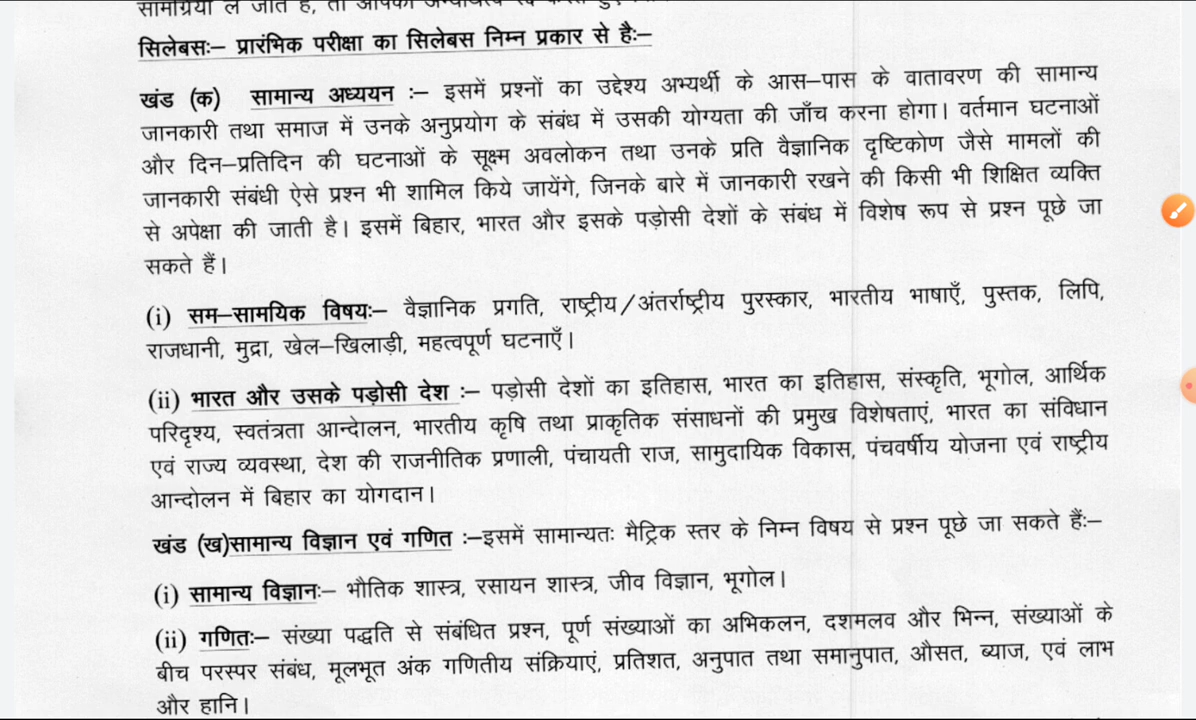 सामग्रियाँ ले जाते हैं, तो आपकी अभ्यर्थित्व रद्द
सिलेबसः– प्रारंभिक परीक्षा का सिलेबस निम्न प्रकार से हैः–
खंड (क) सामान्य अध्ययन :– इसमें प्रश्नों का उद्देश्य अभ्यर्थी के आस–पास के वातावरण की सामान्य
जानकारी तथा समाज में उनके अनुप्रयोग के संबंध में उसकी योग्यता की जाँच करना होगा। वर्तमान घटनाओं
और दिन–प्रतिदिन की घटनाओं के सूक्ष्म अवलोकन तथा उनके प्रति वैज्ञानिक दृष्टिकोण जैसे मामलों की
जानकारी संबंधी ऐसे प्रश्न भी शामिल किये जायेंगे, जिनके बारे में जानकारी रखने की किसी भी शिक्षित व्यक्ति
से अपेक्षा की जाती है। इसमें बिहार, भारत और इसके पड़ोसी देशों के संबंध में विशेष रूप से प्रश्न पूछे जा
सकते हैं।
(i) सम–सामयिक विषयः– वैज्ञानिक प्रगति, राष्ट्रीय/अंतर्राष्ट्रीय पुरस्कार, भारतीय भाषाएँ, पुस्तक, लिपि,
राजधानी, मुद्रा, खेल–खिलाड़ी, महत्वपूर्ण घटनाएँ।
(ii) भारत और उसके पड़ोसी देश :– पड़ोसी देशों का इतिहास, भारत का इतिहास, संस्कृति, भूगोल, आर्थिक
परिदृश्य, स्वतंत्रता आन्देालन, भारतीय कृषि तथा प्राकृतिक संसाधनों की प्रमुख विशेषताएं, भारत का संविधान
एवं राज्य व्यवस्था, देश की राजनीतिक प्रणाली, पंचायती राज, सामुदायिक विकास, पंचवर्षीय योजना एवं राष्ट्रीय
आन्दोलन में बिहार का योगदान।
खंड (ख)सामान्य विज्ञान एवं गणित :–इसमें सामान्यतः मैट्रिक स्तर के निम्न विषय से प्रश्न पूछे जा सकते हैंः–
(i) सामान्य विज्ञानः– भौतिक शास्त्र, रसायन शास्त्र, जीव विज्ञान, भूगोल।
(ii) गणितः– संख्या पद्धति से संबंधित प्रश्न, पूर्ण संख्याओं का अभिकलन, दशमलव और भिन्न, संख्याओं के
बीच परस्पर संबंध, मूलभूत अंक गणितीय संक्रियाएं, प्रतिशत, अनुपात तथा समानुपात, औसत, ब्याज, एवं लाभ
और हानि।